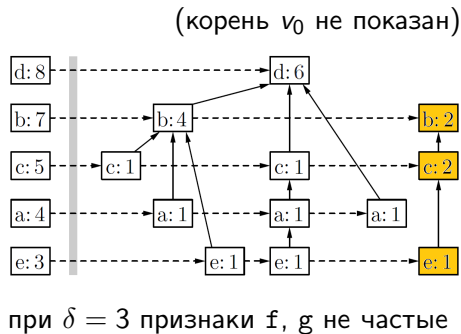 (корень v₀ не показан)
d: 8 d: 6
b: 7 b: 4 b: 2
c: 5 c: 1 c: 1 c: 2
a: 4 a: 1 a: 1 a: 1
e: 3 e: 1 e: 1 e: 1
при δ = 3 признаки f, g не частые